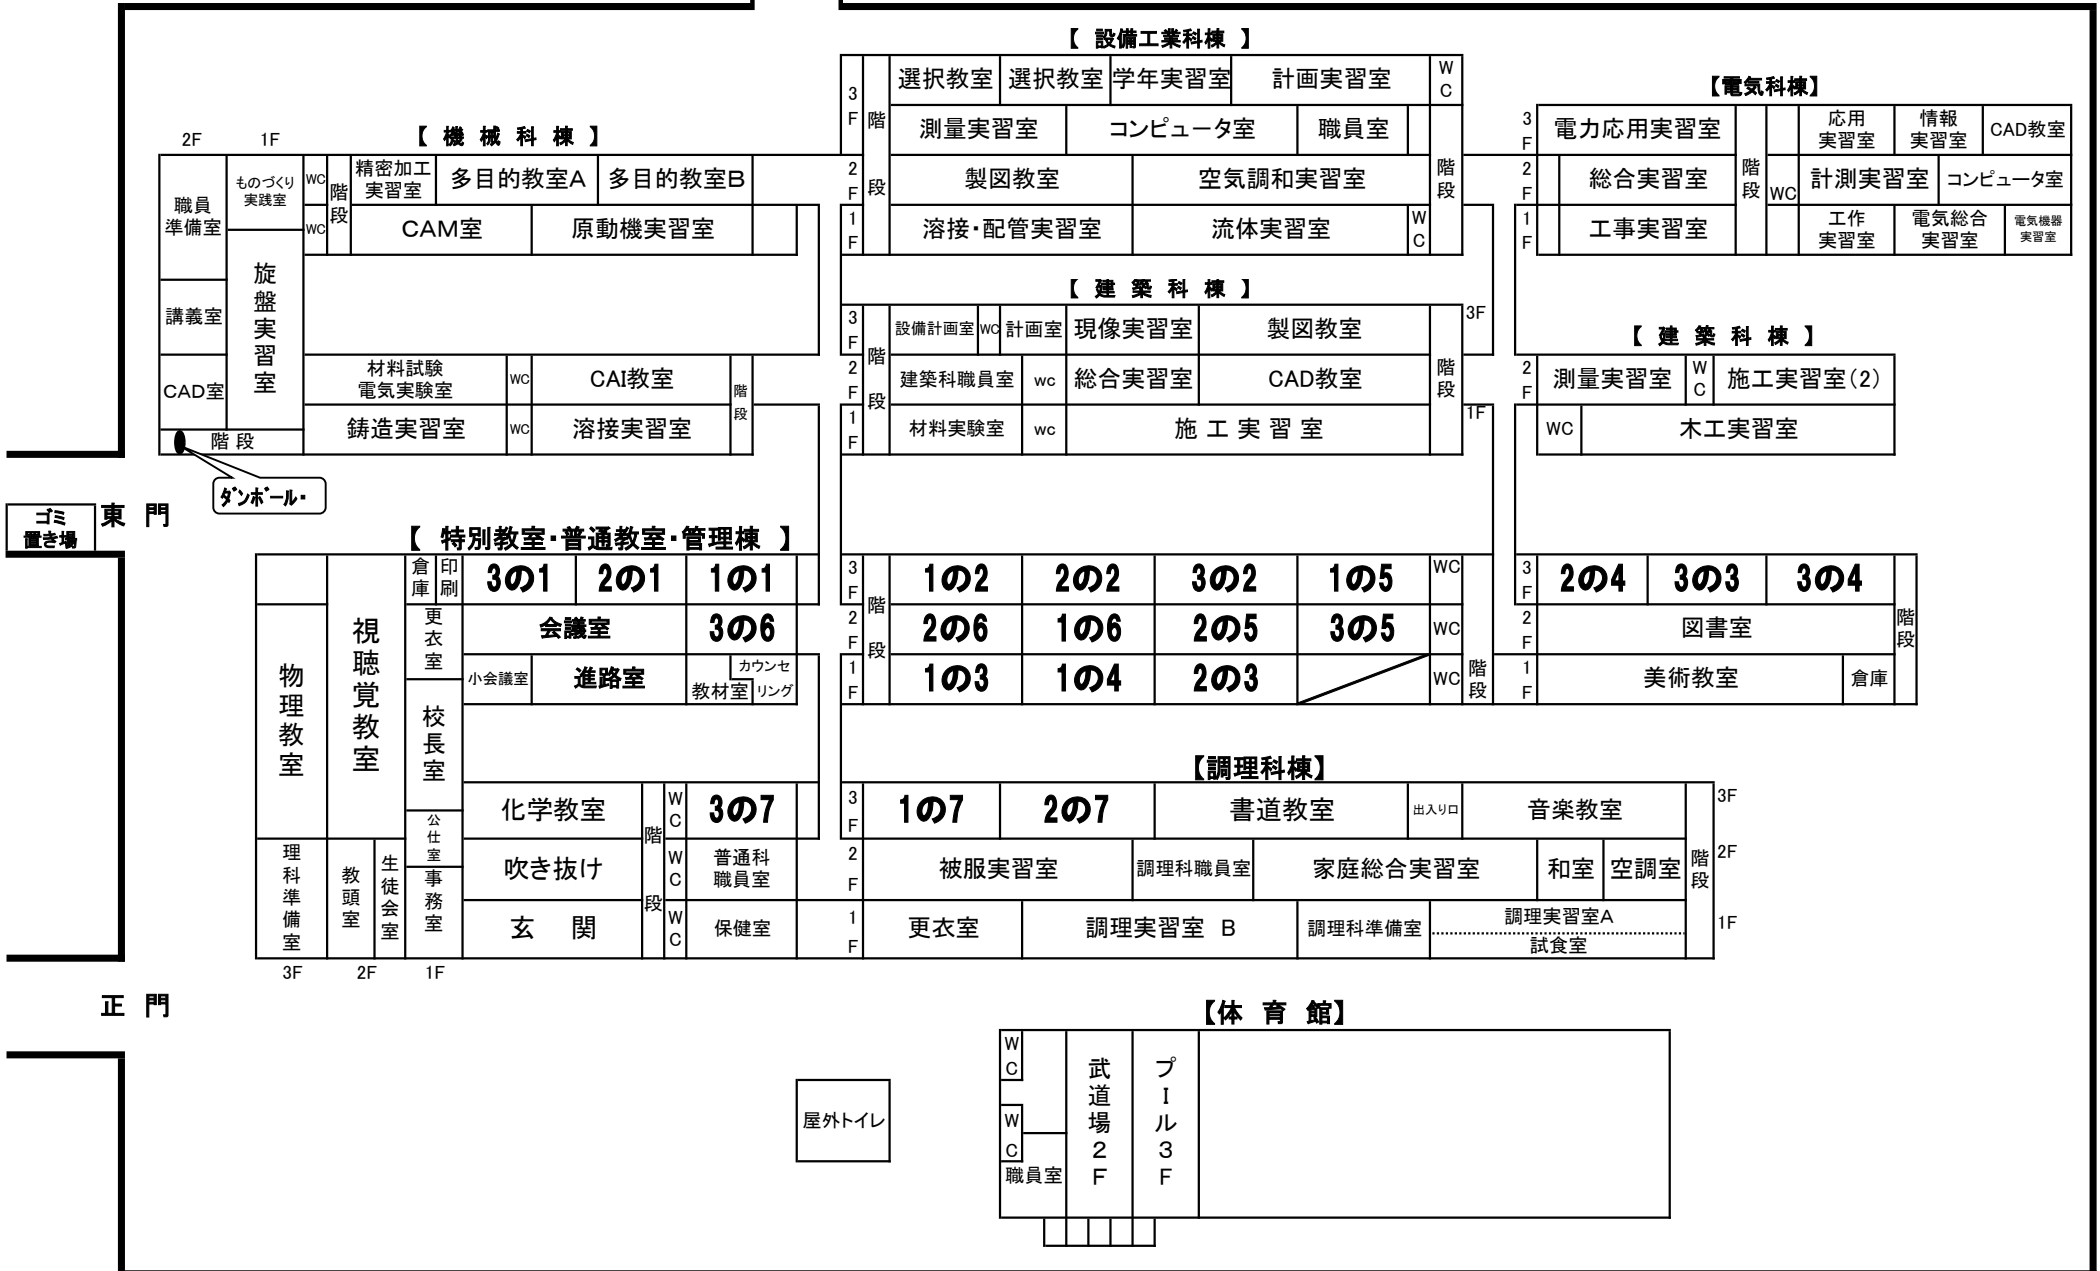 【 設備工業科棟 】
選択教室 選択教室 学年実習室 計画実習室 WC
3F 階段 測量実習室 コンピュータ室 職員室
2F 製図教室 空気調和実習室 階段
1F 溶接・配管実習室 流体実習室 WC
【電気科棟】
3F 電力応用実習室 階段 応用実習室 情報実習室 CAD教室
2F 総合実習室 WC 計測実習室 コンピュータ室
1F 工事実習室 工作実習室 電気総合実習室 電気機器実習室
【 機 械 科 棟 】
2F 1F
職員準備室 ものづくり実践室 WC 階段 精密加工実習室 多目的教室A 多目的教室B
WC CAM室 原動機実習室
講義室 旋盤実習室
CAD室 材料試験電気実験室 WC CAI教室 階段
階段 鋳造実習室 WC 溶接実習室
ダンボール・
【 建 築 科 棟 】
3F 階段 設備計画室 WC 計画室 現像実習室 製図教室 3F
2F 建築科職員室 wc 総合実習室 CAD教室 階段
1F 材料実験室 wc 施 工 実 習 室 1F
【 建 築 科 棟 】
2F 測量実習室 WC 施工実習室(2)
1F WC 木工実習室
ゴミ
置き場
東 門
【 特別教室・普通教室・管理棟 】
倉庫 印刷 3の1 2の1 1の1
物理教室 視聴覚教室 更衣室 会議室 3の6
小会議室 進路室 教材室 カウンセリング
校長室
化学教室 階段 WC 3の7
公仕室
理科準備室 教頭室 生徒会室 事務室 吹き抜け WC 普通科職員室
玄 関 WC 保健室
3F 2F 1F
3F 階段 1の2 2の2 3の2 1の5 WC
2F 2の6 1の6 2の5 3の5 WC
1F 1の3 1の4 2の3 WC 階段
3F 2の4 3の3 3の4 階段
2F 図書室
1F 美術教室 倉庫
【調理科棟】
3F 1の7 2の7 書道教室 出入り口 音楽教室 3F
2F 被服実習室 調理科職員室 家庭総合実習室 和室 空調室 階段 2F
1F 更衣室 調理実習室 B 調理科準備室 調理実習室A 1F
試食室
正 門
【体 育 館】
WC
WC
職員室
武道場2F
プール3F
屋外トイレ